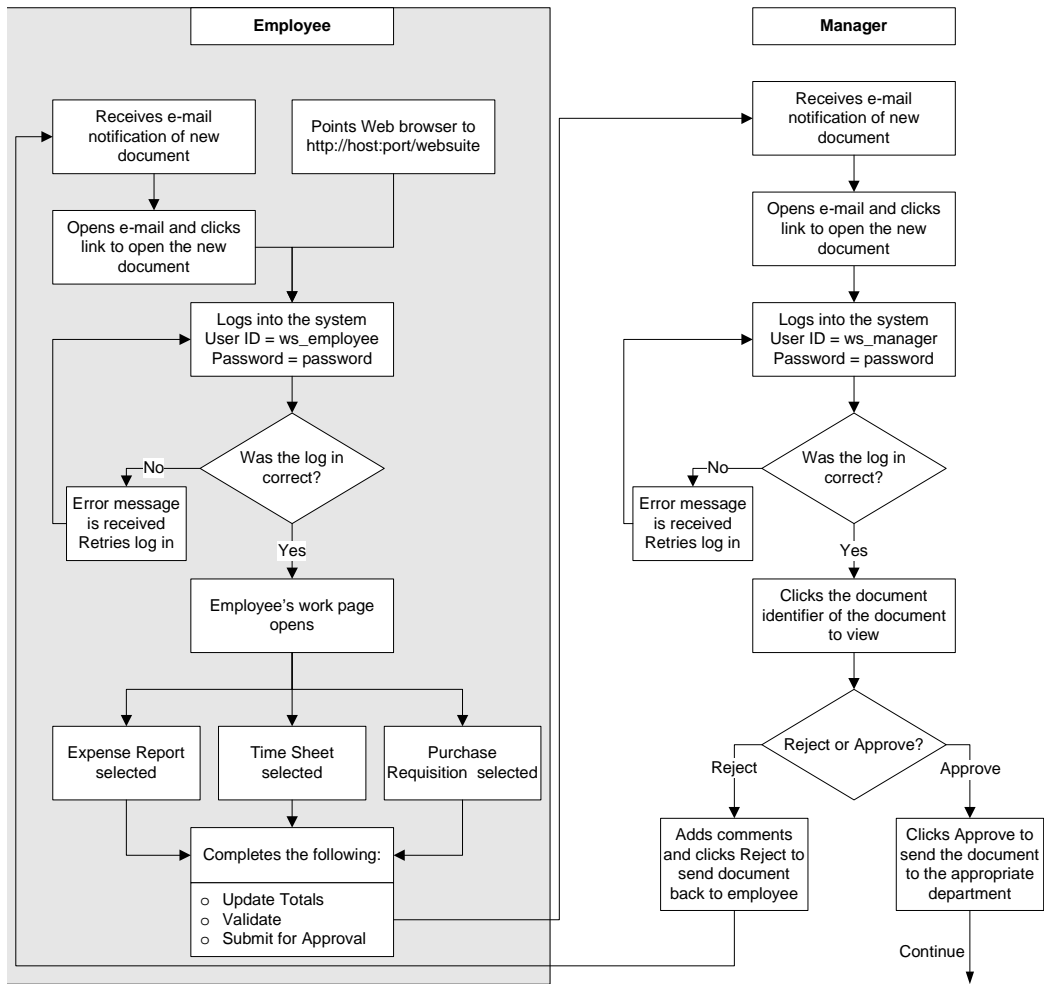 Employee
Receives e-mail
notification of new
document
Points Web browser to
http://host:port/websuite
Opens e-mail and clicks
link to open the new
document
Logs into the system
User ID = ws_employee
Password = password
Was the log in
correct?
No
Error message
is received
Retries log in
Yes
Employee’s work page
opens
Expense Report
selected
Time Sheet
selected
Purchase
Requisition selected
Completes the following:
o Update Totals
o Validate
o Submit for Approval
Manager
Receives e-mail
notification of new
document
Opens e-mail and clicks
link to open the new
document
Logs into the system
User ID = ws_manager
Password = password
Was the log in
correct?
No
Error message
is received
Retries log in
Yes
Clicks the document
identifier of the document
to view
Reject or Approve?
Reject
Approve
Adds comments
and clicks Reject to
send document
back to employee
Clicks Approve to
send the document
to the appropriate
department
Continue